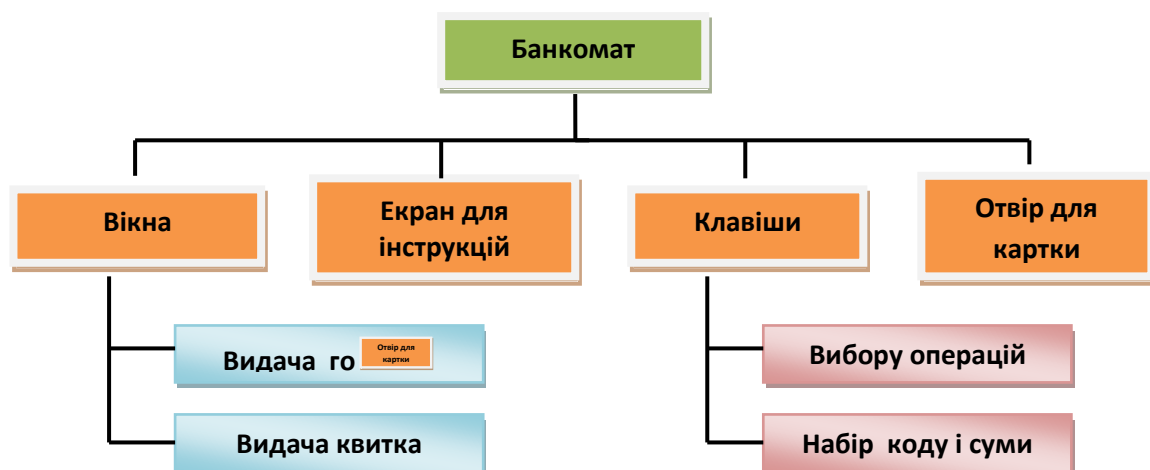 Банкомат
Вікна
Екран для
інструкцій
Клавіши
Отвір для
картки
Видача го
Отвір для
картки
Видача квитка
Вибору операцій
Набір коду і суми